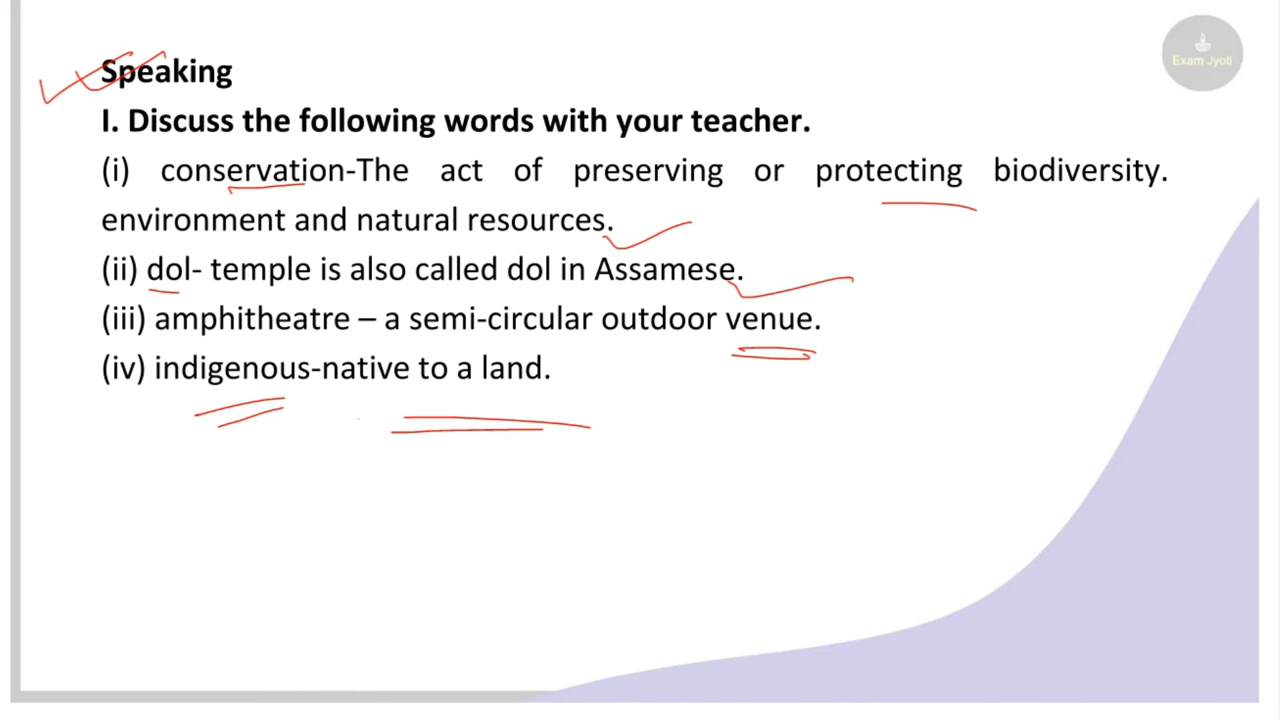 Exam Jyoti
Speaking
I. Discuss the following words with your teacher.
(i) conservation-The act of preserving or protecting biodiversity.
environment and natural resources.
(ii) dol- temple is also called dol in Assamese.
(iii) amphitheatre – a semi-circular outdoor venue.
(iv) indigenous-native to a land.